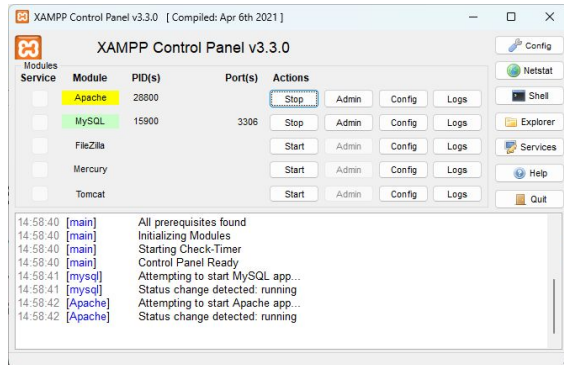 XAMPP Control Panel v3.3.0 [ Compiled: Apr 6th 2021 ]
XAMPP Control Panel v3.3.0
Config
Modules
Service Module PID(s) Port(s) Actions
Netstat
Apache 28800 Stop Admin Config Logs
Shell
MySQL 15900 3306 Stop Admin Config Logs
Explorer
FileZilla Start Admin Config Logs
Services
Mercury Start Admin Config Logs
Help
Tomcat Start Admin Config Logs
Quit
14:58:40 [main] All prerequisites found
14:58:40 [main] Initializing Modules
14:58:40 [main] Starting Check-Timer
14:58:40 [main] Control Panel Ready
14:58:41 [mysql] Attempting to start MySQL app...
14:58:41 [mysql] Status change detected: running
14:58:42 [Apache] Attempting to start Apache app...
14:58:42 [Apache] Status change detected: running